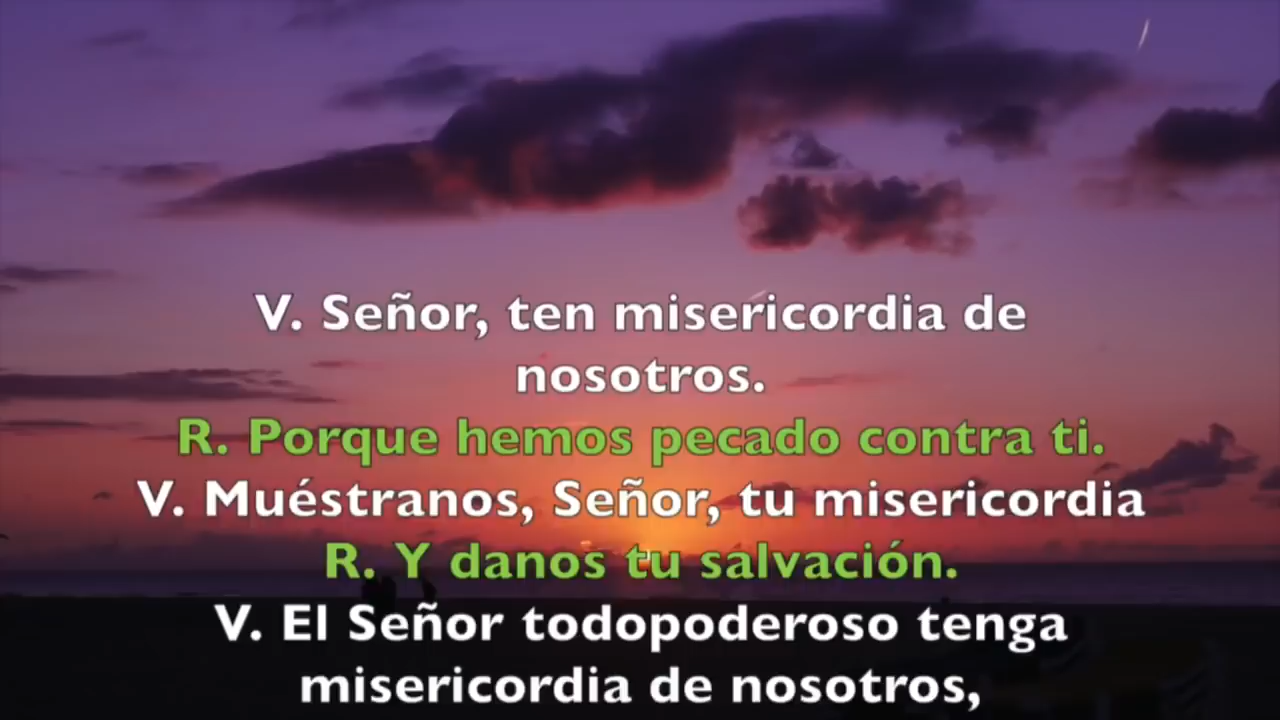 V. Señor, ten misericordia de
nosotros.
R. Porque hemos pecado contra ti.
V. Muéstranos, Señor, tu misericordia
R. Y danos tu salvación.
V. El Señor todopoderoso tenga
misericordia de nosotros,